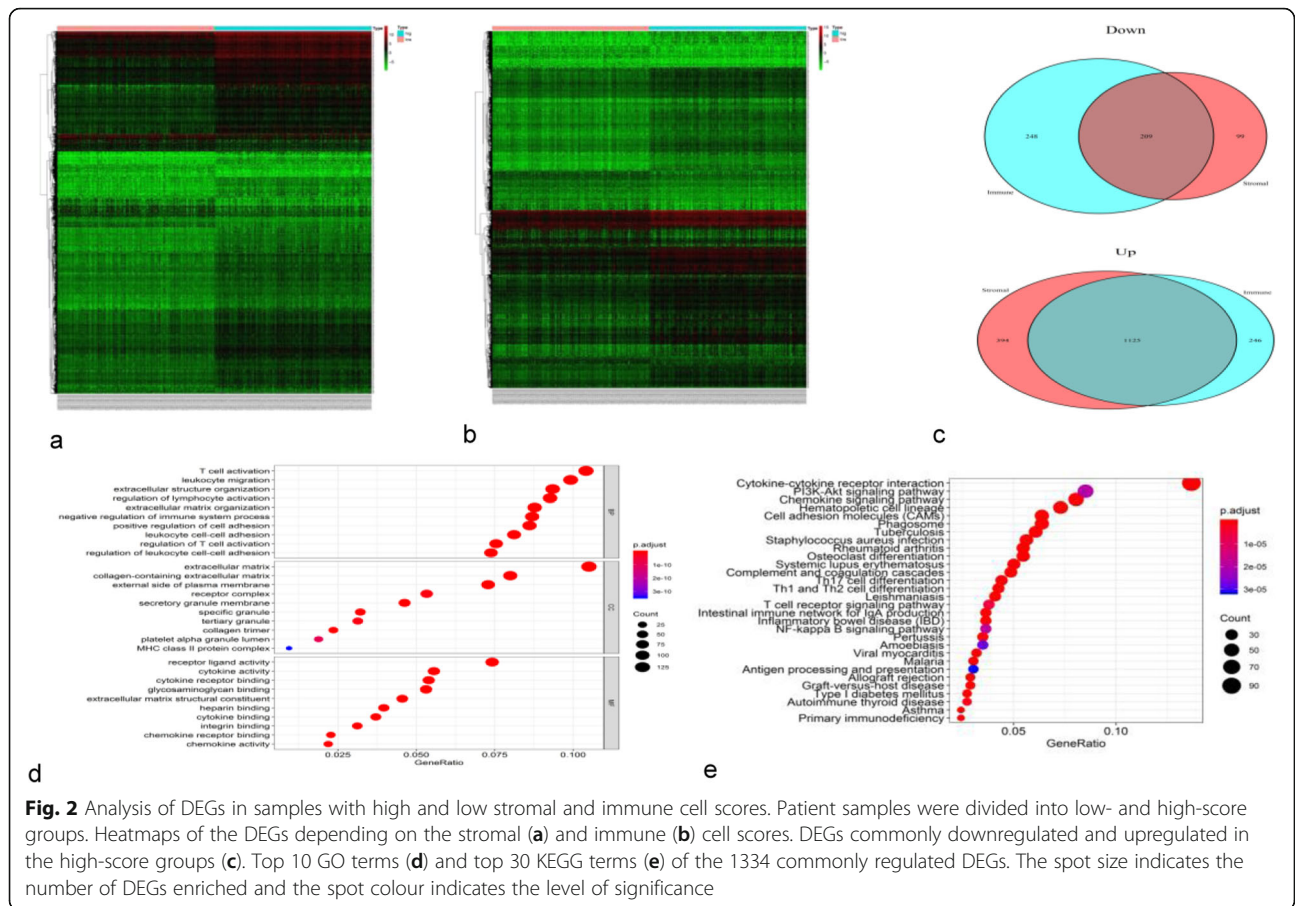 Type
Type
Type
Type
Down
248
209
99
Immune
Stromal
Up
Stromal
Immune
394
1125
246
a
b
c
T cell activation
leukocyte migration
extracellular structure organization
regulation of lymphocyte activation
extracellular matrix organization
negative regulation of immune system process
positive regulation of cell adhesion
leukocyte cell-cell adhesion
regulation of T cell activation
regulation of leukocyte cell-cell adhesion
BP
extracellular matrix
collagen-containing extracellular matrix
external side of plasma membrane
receptor complex
secretory granule membrane
specific granule
tertiary granule
collagen trimer
platelet alpha granule lumen
MHC class II protein complex
CC
receptor ligand activity
cytokine activity
cytokine receptor binding
glycosaminoglycan binding
extracellular matrix structural constituent
heparin binding
cytokine binding
integrin binding
chemokine receptor binding
chemokine activity
MF
0.025 0.050 0.075 0.100
GeneRatio
p.adjust
1e-10
2e-10
3e-10
Count
25
50
75
100
125
d
Cytokine-cytokine receptor interaction
PI3K-Akt signaling pathway
Chemokine signaling pathway
Hematopoietic cell lineage
Cell adhesion molecules (CAMs)
Phagosome
Tuberculosis
Staphylococcus aureus infection
Rheumatoid arthritis
Osteoclast differentiation
Systemic lupus erythematosus
Complement and coagulation cascades
Th17 cell differentiation
Th1 and Th2 cell differentiation
Leishmaniasis
T cell receptor signaling pathway
Intestinal immune network for IgA production
Inflammatory bowel disease (IBD)
NF-kappa B signaling pathway
Pertussis
Amoebiasis
Viral myocarditis
Malaria
Antigen processing and presentation
Allograft rejection
Graft-versus-host disease
Type I diabetes mellitus
Autoimmune thyroid disease
Asthma
Primary immunodeficiency
0.05 0.10
GeneRatio
p.adjust
1e-05
2e-05
3e-05
Count
30
50
70
90
e
Fig. 2 Analysis of DEGs in samples with high and low stromal and immune cell scores. Patient samples were divided into low- and high-score
groups. Heatmaps of the DEGs depending on the stromal (a) and immune (b) cell scores. DEGs commonly downregulated and upregulated in
the high-score groups (c). Top 10 GO terms (d) and top 30 KEGG terms (e) of the 1334 commonly regulated DEGs. The spot size indicates the
number of DEGs enriched and the spot colour indicates the level of significance